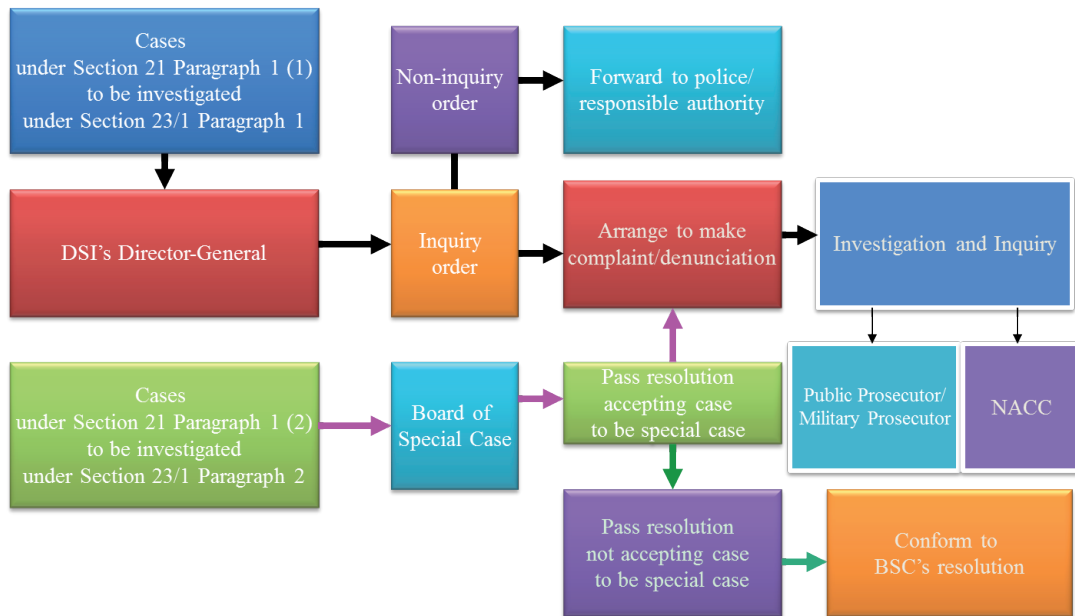 Cases
under Section 21 Paragraph 1 (1)
to be investigated
under Section 23/1 Paragraph 1
Non-inquiry
order
Forward to police/
responsible authority
DSI's Director-General
Inquiry
order
Arrange to make
complaint/denunciation
Investigation and Inquiry
Cases
under Section 21 Paragraph 1 (2)
to be investigated
under Section 23/1 Paragraph 2
Board of
Special Case
Pass resolution
accepting case
to be special case
Public Prosecutor/
Military Prosecutor
NACC
Pass resolution
not accepting case
to be special case
Conform to
BSC's resolution